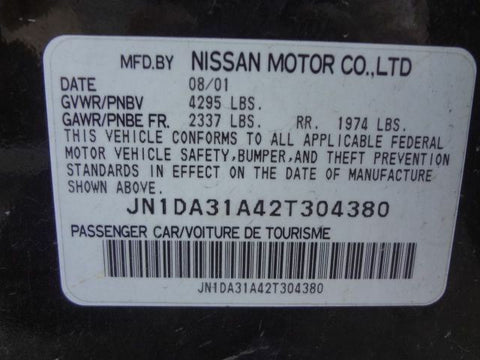 MFD.BY NISSAN MOTOR CO.,LTD
DATE 08/01
GVWR/PNBV 4295 LBS.
GAWR/PNBE FR. 2337 LBS. RR. 1974 LBS.
THIS VEHICLE CONFORMS TO ALL APPLICABLE FEDERAL
MOTOR VEHICLE SAFETY,BUMPER,AND THEFT PREVENTION
STANDARDS IN EFFECT ON THE DATE OF MANUFACTURE
SHOWN ABOVE.
JN1DA31A42T304380
PASSENGER CAR/VOITURE DE TOURISME
JN1DA31A42T304380